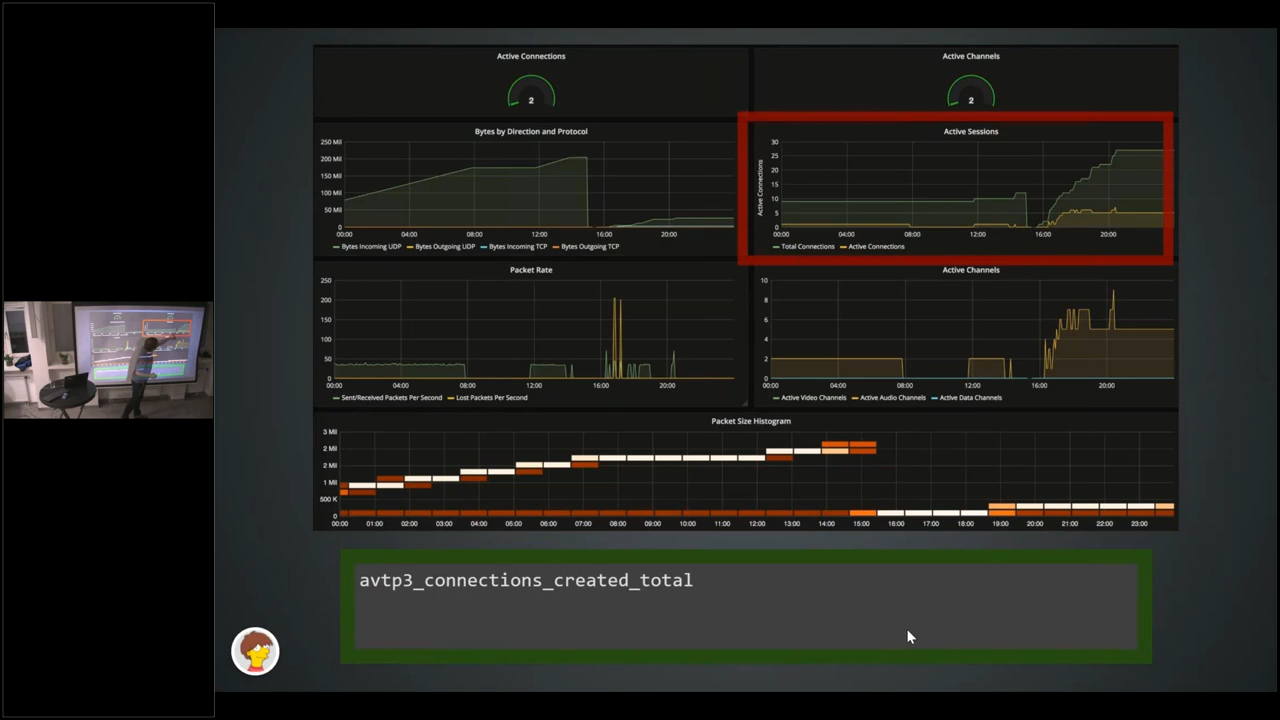 Active Connections
2
Active Channels
2
Bytes by Direction and Protocol
250 Mil
200 Mil
150 Mil
100 Mil
50 Mil
0
00:00 04:00 08:00 12:00 16:00 20:00
Bytes Incoming UDP Bytes Outgoing UDP Bytes Incoming TCP Bytes Outgoing TCP
Active Sessions
Active Connections
30
25
20
15
10
5
0
00:00 04:00 08:00 12:00 16:00 20:00
Total Connections Active Connections
Packet Rate
250
200
150
100
50
0
00:00 04:00 08:00 12:00 16:00 20:00
Sent/Received Packets Per Second Lost Packets Per Second
Active Channels
10
8
6
4
2
0
00:00 04:00 08:00 12:00 16:00 20:00
Active Video Channels Active Audio Channels Active Data Channels
Packet Size Histogram
3 Mil
2 Mil
2 Mil
1 Mil
500 K
0
00:00 01:00 02:00 03:00 04:00 05:00 06:00 07:00 08:00 09:00 10:00 11:00 12:00 13:00 14:00 15:00 16:00 17:00 18:00 19:00 20:00 21:00 22:00 23:00
avtp3_connections_created_total